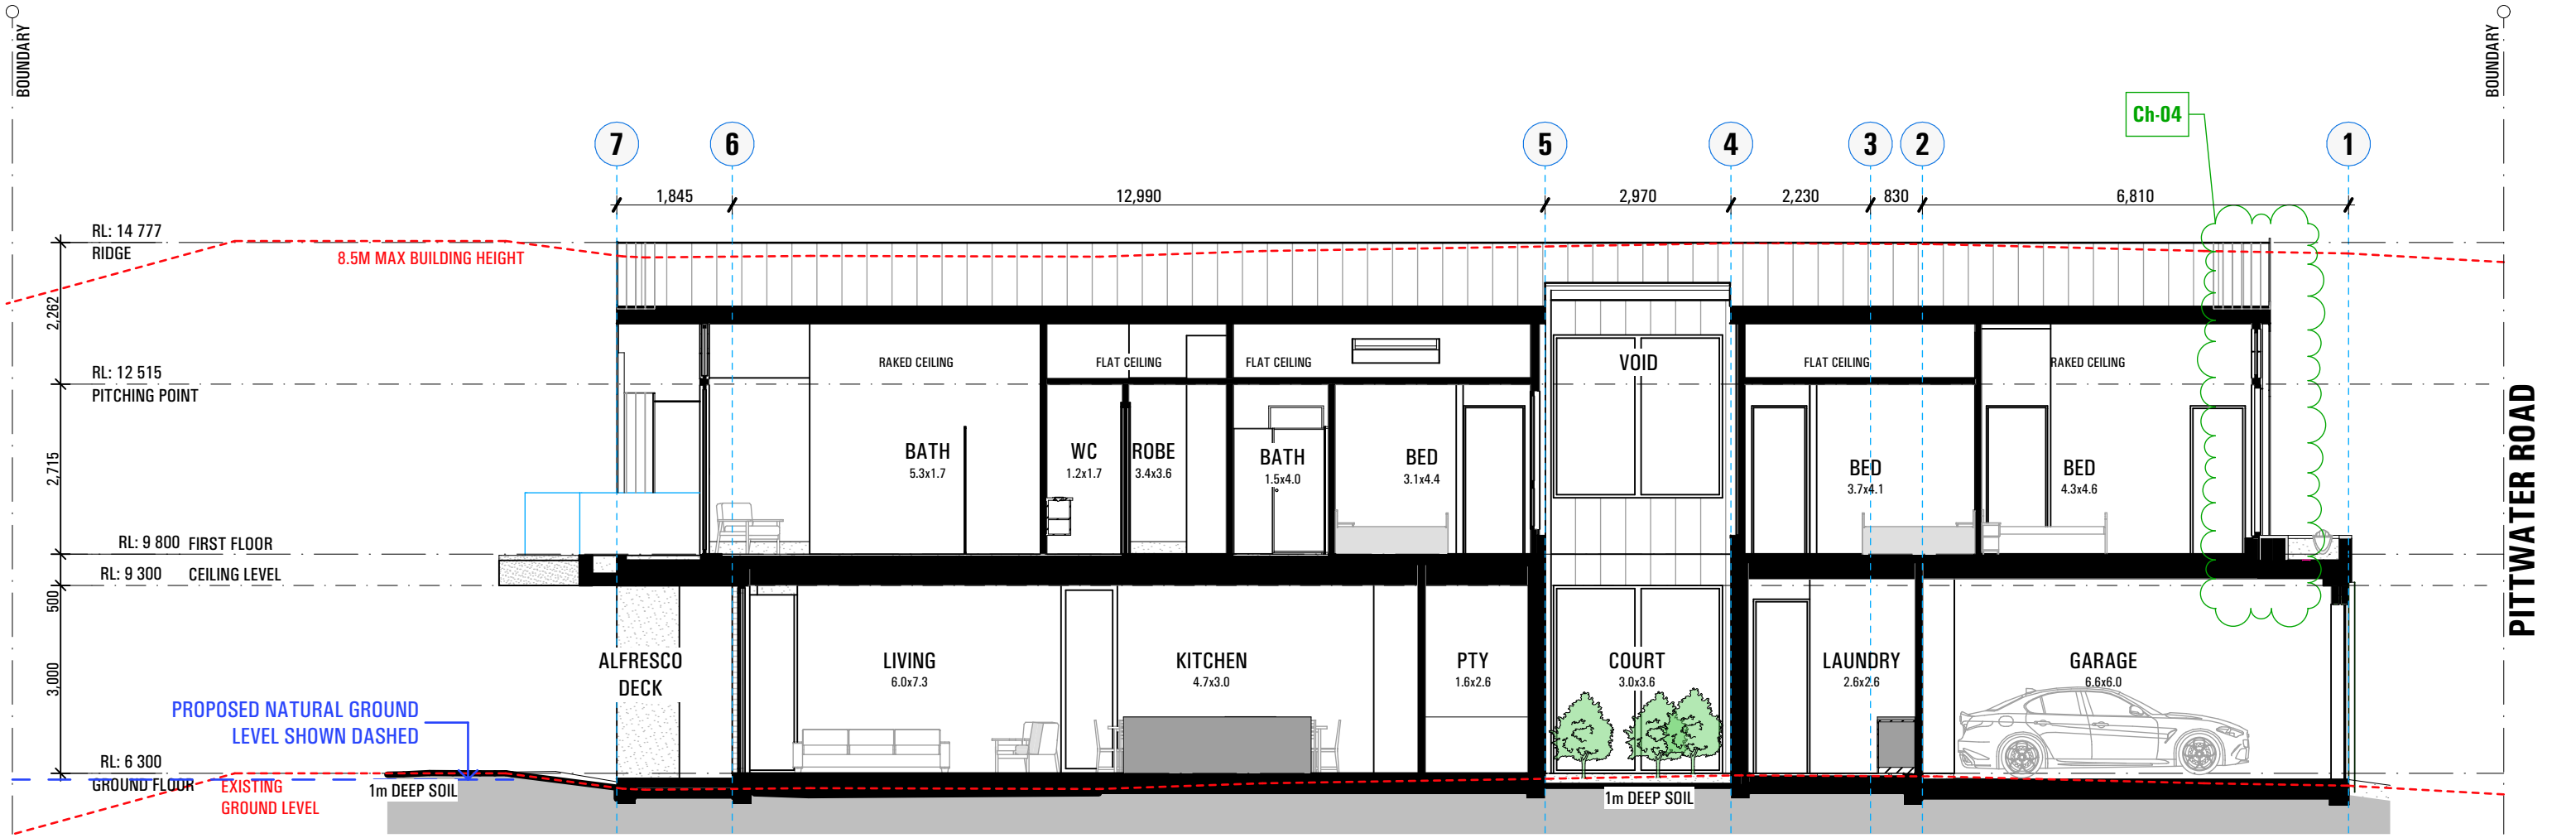 BOUNDARY
BOUNDARY
Ch-04
7
6
5
4
3
2
1
1,845
12,990
2,970
2,230
830
6,810
RL: 14 777
RIDGE
8.5M MAX BUILDING HEIGHT
2,262
RAKED CEILING
FLAT CEILING
FLAT CEILING
VOID
FLAT CEILING
RAKED CEILING
RL: 12 515
PITCHING POINT
PITTWATER ROAD
2,715
BATH
5.3x1.7
WC
1.2x1.7
ROBE
3.4x3.6
BATH
1.5x4.0
BED
3.1x4.4
BED
3.7x4.1
BED
4.3x4.6
RL: 9 800 FIRST FLOOR
RL: 9 300 CEILING LEVEL
500
3,000
ALFRESCO
DECK
LIVING
6.0x7.3
KITCHEN
4.7x3.0
PTY
1.6x2.6
COURT
3.0x3.6
LAUNDRY
2.6x2.6
GARAGE
6.6x6.0
PROPOSED NATURAL GROUND
LEVEL SHOWN DASHED
RL: 6 300
GROUND FLOOR
EXISTING
GROUND LEVEL
1m DEEP SOIL
1m DEEP SOIL